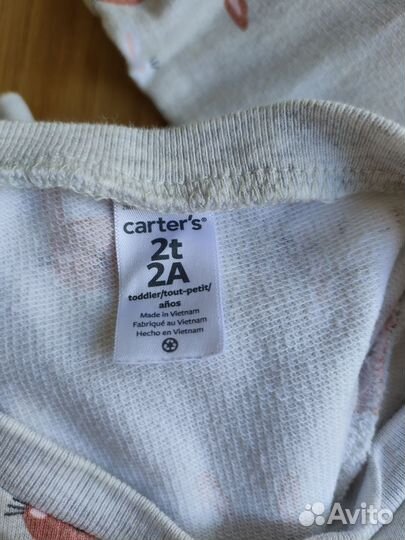 carter's®
2t
2A
toddler/tout-petit/
años
Made in Vietnam
Fabriqué au Vietnam
Hecho en Vietnam
Avito